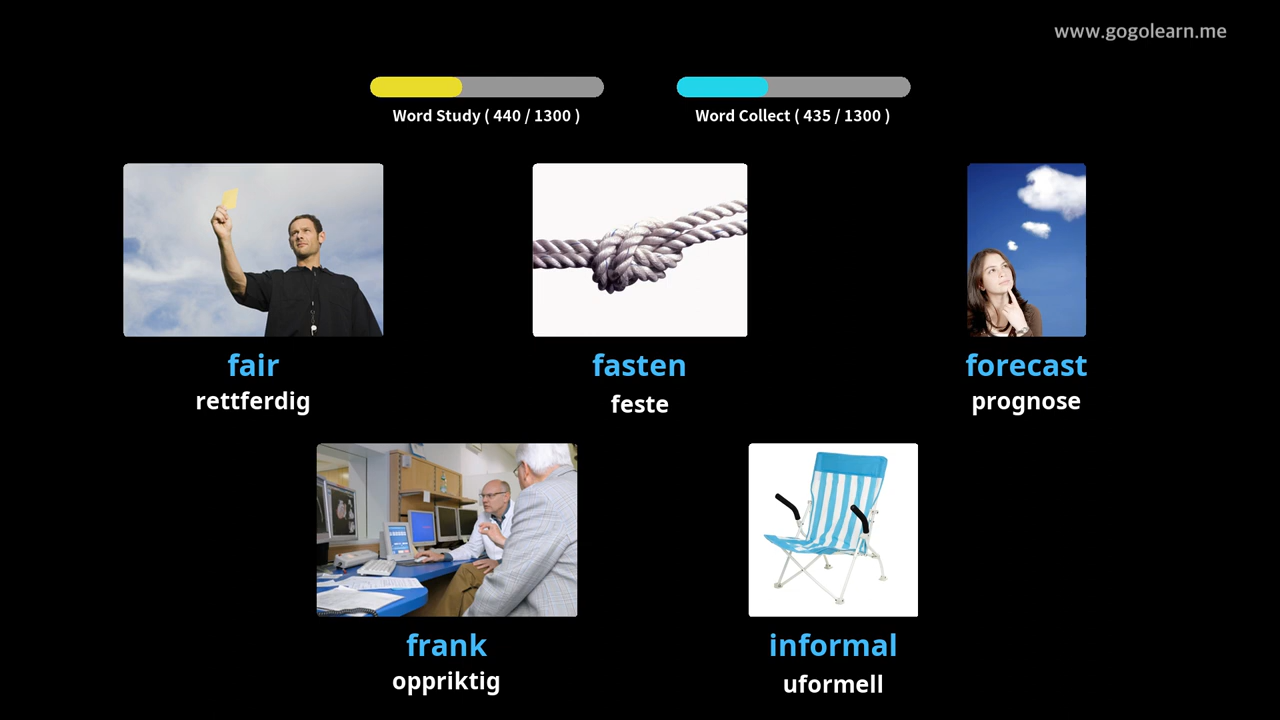 www.gogolearn.me
Word Study ( 440 / 1300 )
Word Collect ( 435 / 1300 )
fair
rettferdig
fasten
feste
forecast
prognose
frank
oppriktig
informal
uformell